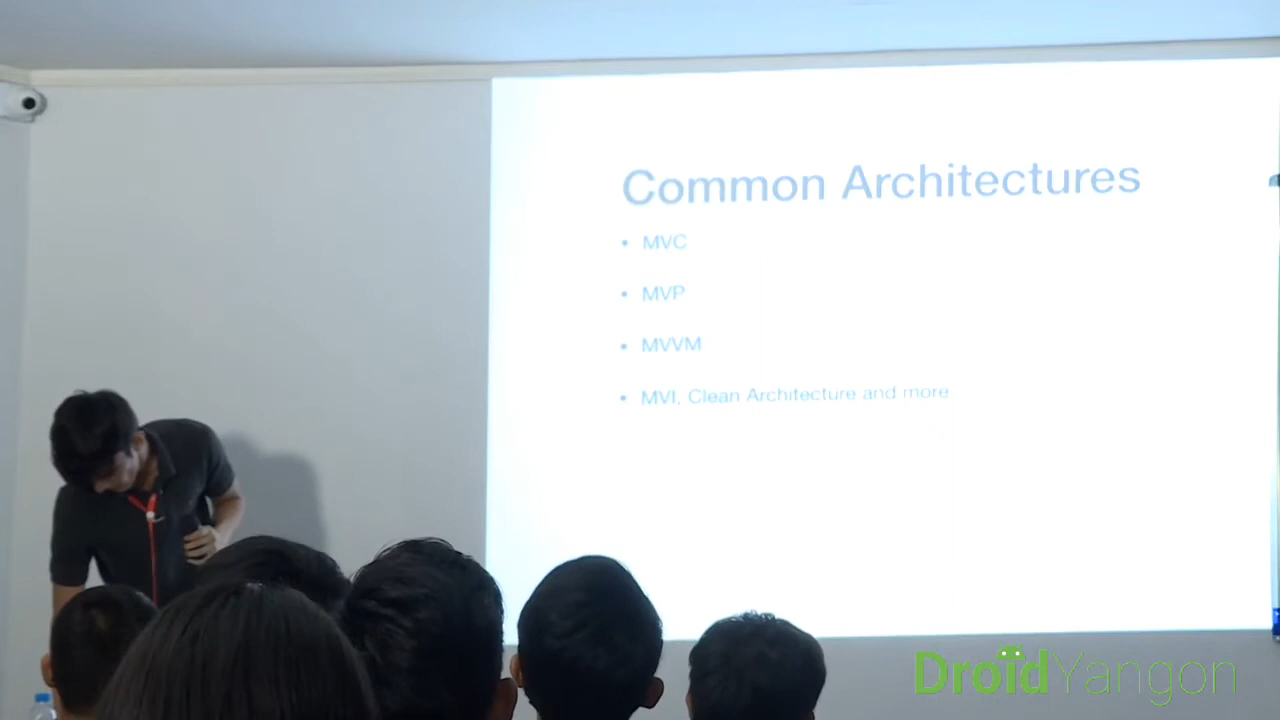 Common Architectures
• MVC
• MVP
• MVVM
• MVI, Clean Architecture and more
DroidYangon